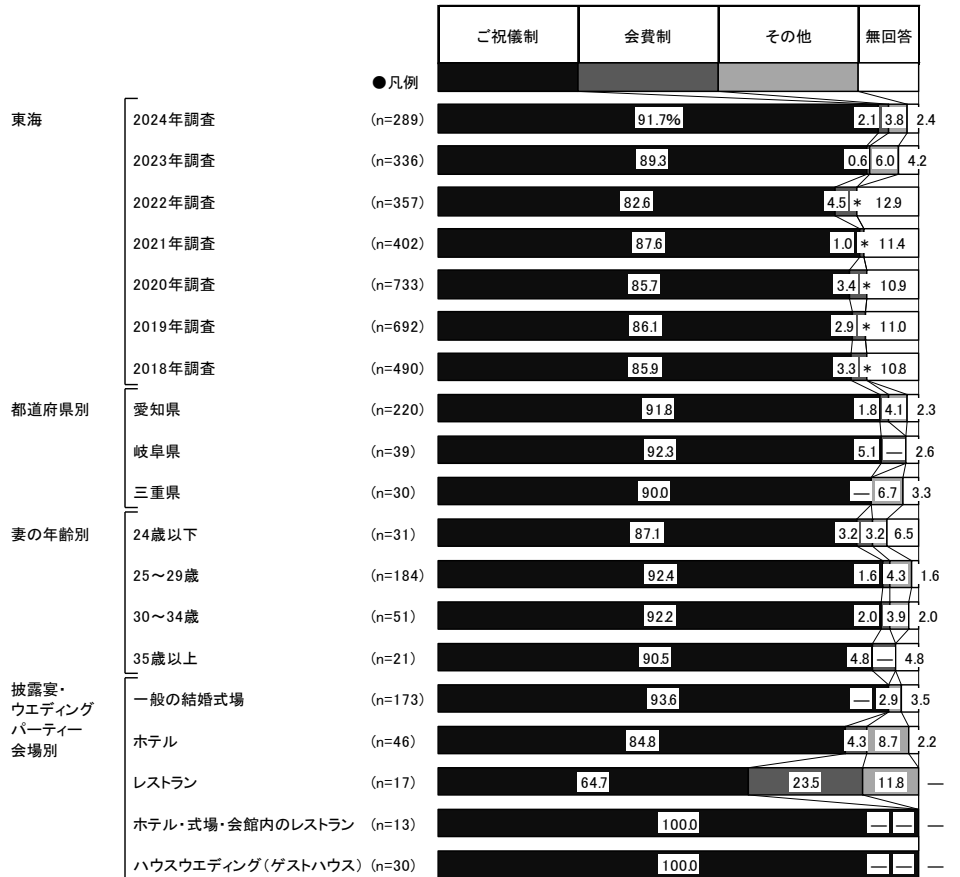 ご祝儀制 会費制 その他 無回答
●凡例
東海 2024年調査 (n=289) 91.7% 2.1 3.8 2.4
2023年調査 (n=336) 89.3 0.6 6.0 4.2
2022年調査 (n=357) 82.6 4.5 * 12.9
2021年調査 (n=402) 87.6 1.0 * 11.4
2020年調査 (n=733) 85.7 3.4 * 10.9
2019年調査 (n=692) 86.1 2.9 * 11.0
2018年調査 (n=490) 85.9 3.3 * 10.8
都道府県別 愛知県 (n=220) 91.8 1.8 4.1 2.3
岐阜県 (n=39) 92.3 5.1 — 2.6
三重県 (n=30) 90.0 — 6.7 3.3
妻の年齢別 24歳以下 (n=31) 87.1 3.2 3.2 6.5
25～29歳 (n=184) 92.4 1.6 4.3 1.6
30～34歳 (n=51) 92.2 2.0 3.9 2.0
35歳以上 (n=21) 90.5 4.8 — 4.8
披露宴・
ウエディング
パーティー
会場別
一般の結婚式場 (n=173) 93.6 — 2.9 3.5
ホテル (n=46) 84.8 4.3 8.7 2.2
レストラン (n=17) 64.7 23.5 11.8 —
ホテル・式場・会館内のレストラン (n=13) 100.0 — — —
ハウスウエディング（ゲストハウス） (n=30) 100.0 — — —